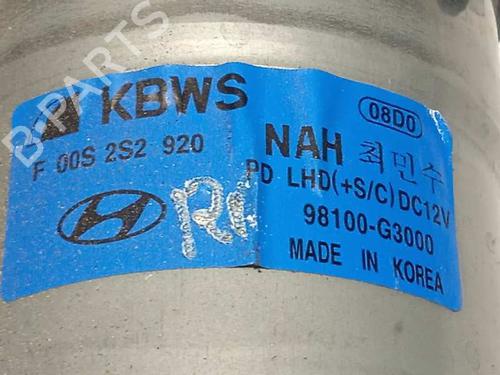 B-PARTS
KBWS
08D0
F 00S 2S2 920
NAH 최민수
PD LHD(+S/C)DC12V
98100-G3000
MADE IN KOREA